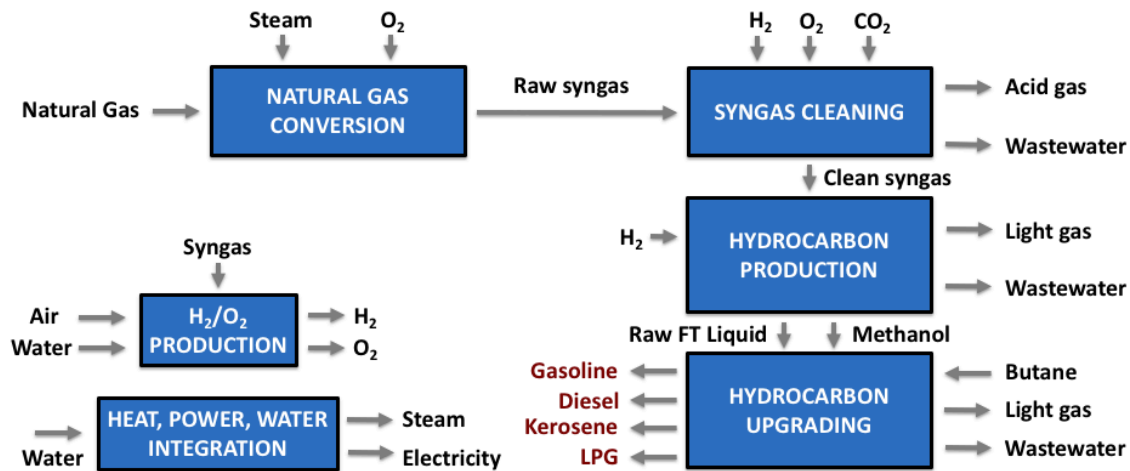 Steam
O₂
Natural Gas
NATURAL GAS
CONVERSION
Raw syngas
H₂
O₂
CO₂
SYNGAS CLEANING
Acid gas
Wastewater
Clean syngas
H₂
HYDROCARBON
PRODUCTION
Light gas
Wastewater
Syngas
Air
Water
H₂/O₂
PRODUCTION
H₂
O₂
Raw FT Liquid
Methanol
Gasoline
Diesel
Kerosene
LPG
HYDROCARBON
UPGRADING
Butane
Light gas
Wastewater
Water
HEAT, POWER, WATER
INTEGRATION
Steam
Electricity